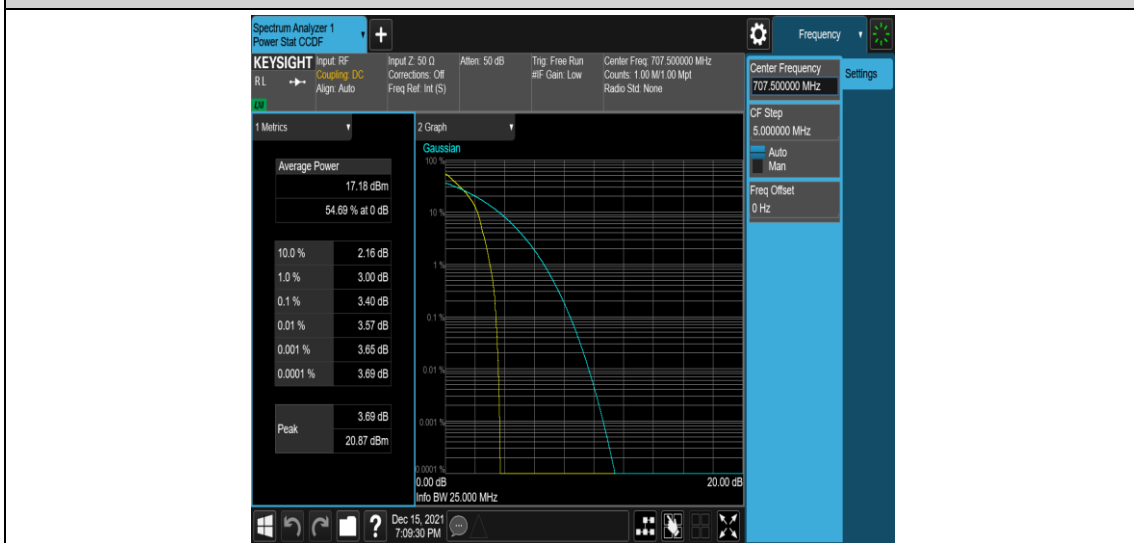 Spectrum Analyzer 1
Power Stat CCDF
Frequency
KEYSIGHT
RL
LXI
Input: RF
Coupling: DC
Align: Auto
Input Z: 50 Ω
Corrections: Off
Freq Ref: Int (S)
Atten: 50 dB
Trig: Free Run
#IF Gain: Low
Center Freq: 707.500000 MHz
Counts: 1.00 M/1.00 Mpt
Radio Std: None
Center Frequency
707.500000 MHz
Settings
CF Step
5.000000 MHz
Auto
Man
Freq Offset
0 Hz
1 Metrics
Average Power
17.18 dBm
54.69 % at 0 dB
10.0 % 2.16 dB
1.0 % 3.00 dB
0.1 % 3.40 dB
0.01 % 3.57 dB
0.001 % 3.65 dB
0.0001 % 3.69 dB
Peak
3.69 dB
20.87 dBm
2 Graph
Gaussian
100 %
10 %
1 %
0.1 %
0.01 %
0.001 %
0.0001 %
0.00 dB 20.00 dB
Info BW 25.000 MHz
?
Dec 15, 2021
7:09:30 PM